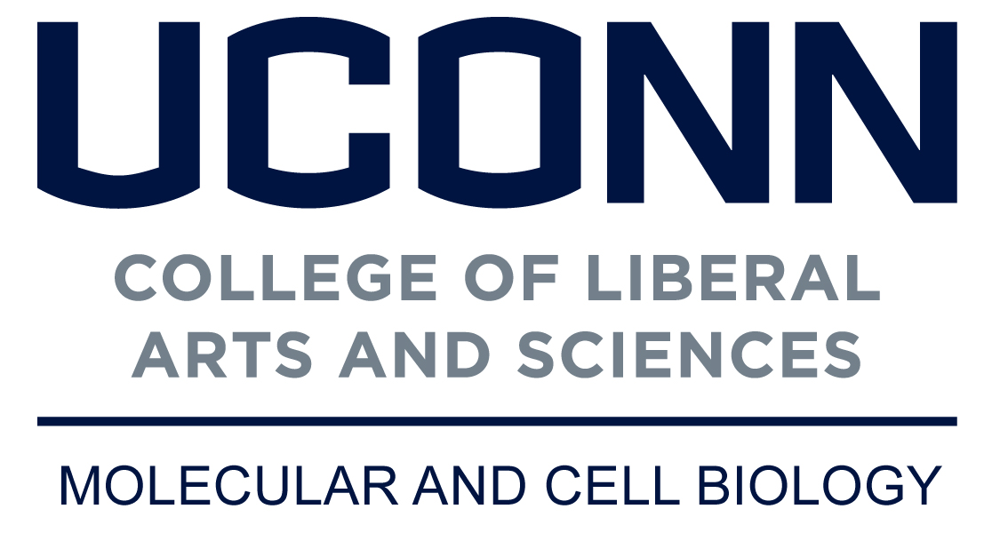 UCONN
COLLEGE OF LIBERAL
ARTS AND SCIENCES
MOLECULAR AND CELL BIOLOGY